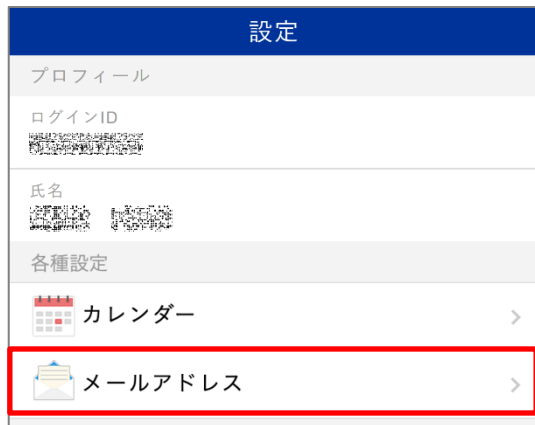 設定
プロフィール
ログインID
氏名
各種設定
カレンダー
メールアドレス